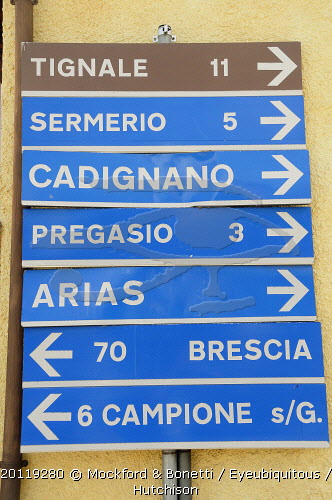 TIGNALE 11
SERMERIO 5
CADIGNANO
PREGASIO 3
ARIAS
70 BRESCIA
6 CAMPIONE s/G.
20119280 © Mockford & Bonetti / Eyeubiquitous /
Hutchison